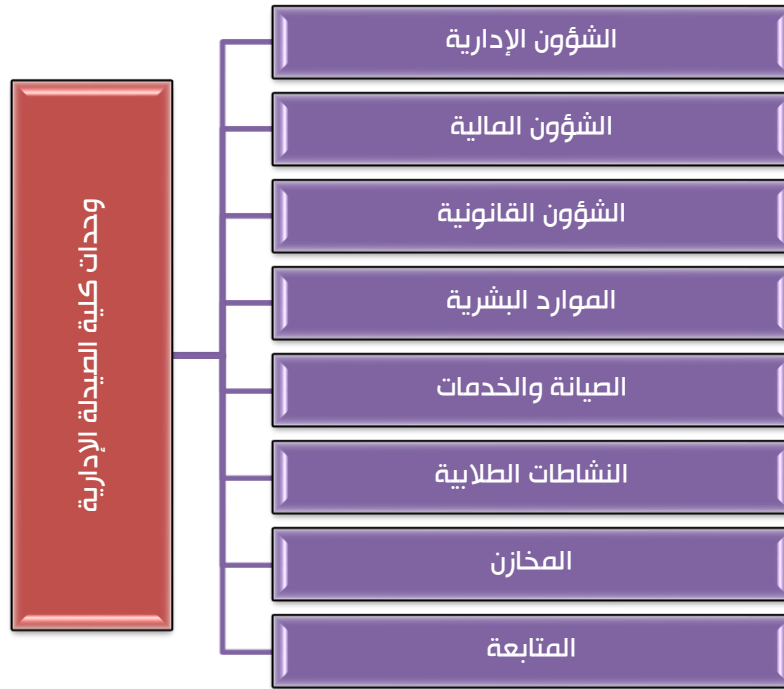 وحدات كلية الصيدلة الإدارية
الشؤون الإدارية
الشؤون المالية
الشؤون القانونية
الموارد البشرية
الصيانة والخدمات
النشاطات الطلابية
المخازن
المتابعة